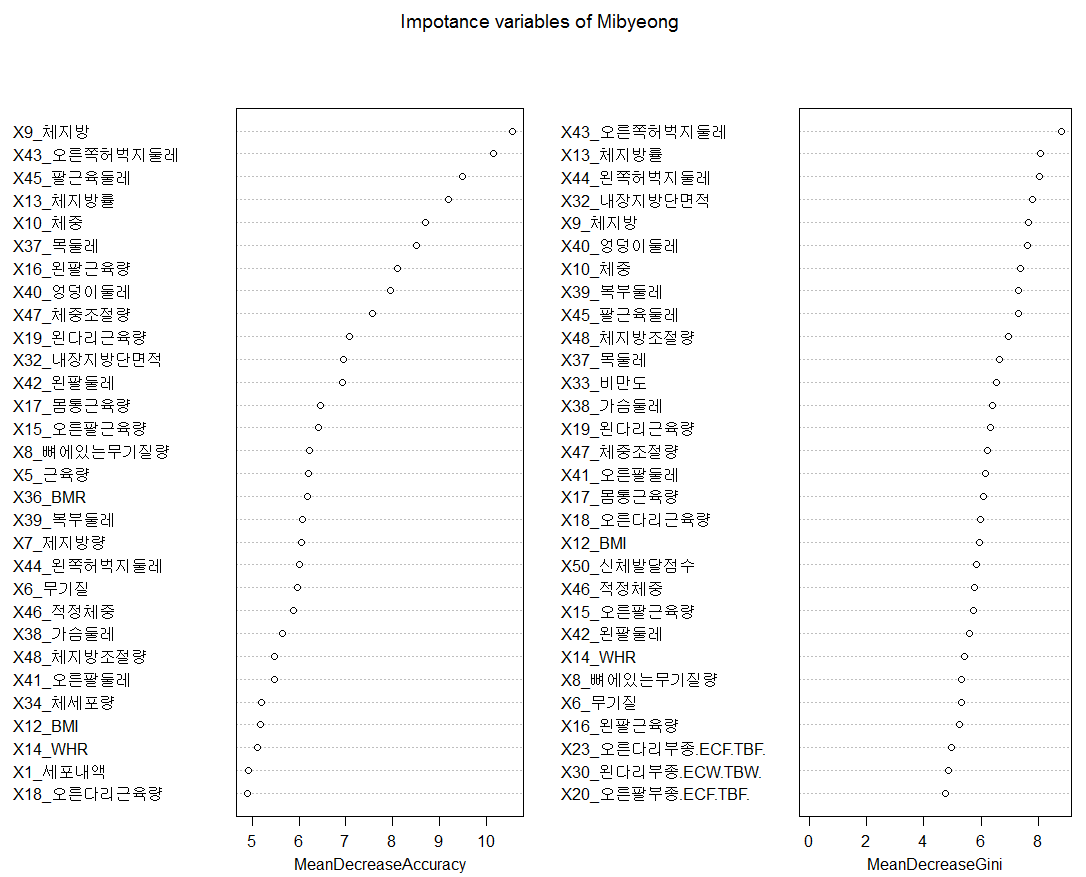 Impotance variables of Mibyeong
X9_체지방
X43_오른쪽허벅지둘레
X45_팔근육둘레
X13_체지방률
X10_체중
X37_목둘레
X16_왼팔근육량
X40_엉덩이둘레
X47_체중조절량
X19_왼다리근육량
X32_내장지방단면적
X42_왼팔둘레
X17_몸통근육량
X15_오른팔근육량
X8_뼈에있는무기질량
X5_근육량
X36_BMR
X39_복부둘레
X7_제지방량
X44_왼쪽허벅지둘레
X6_무기질
X46_적정체중
X38_가슴둘레
X48_체지방조절량
X41_오른팔둘레
X34_체세포량
X12_BMI
X14_WHR
X1_세포내액
X18_오른다리근육량
5 6 7 8 9 10
MeanDecreaseAccuracy
X43_오른쪽허벅지둘레
X13_체지방률
X44_왼쪽허벅지둘레
X32_내장지방단면적
X9_체지방
X40_엉덩이둘레
X10_체중
X39_복부둘레
X45_팔근육둘레
X48_체지방조절량
X37_목둘레
X33_비만도
X38_가슴둘레
X19_왼다리근육량
X47_체중조절량
X41_오른팔둘레
X17_몸통근육량
X18_오른다리근육량
X12_BMI
X50_신체발달점수
X46_적정체중
X15_오른팔근육량
X42_왼팔둘레
X14_WHR
X8_뼈에있는무기질량
X6_무기질
X16_왼팔근육량
X23_오른다리부종.ECF.TBF.
X30_왼다리부종.ECW.TBW.
X20_오른팔부종.ECF.TBF.
0 2 4 6 8
MeanDecreaseGini